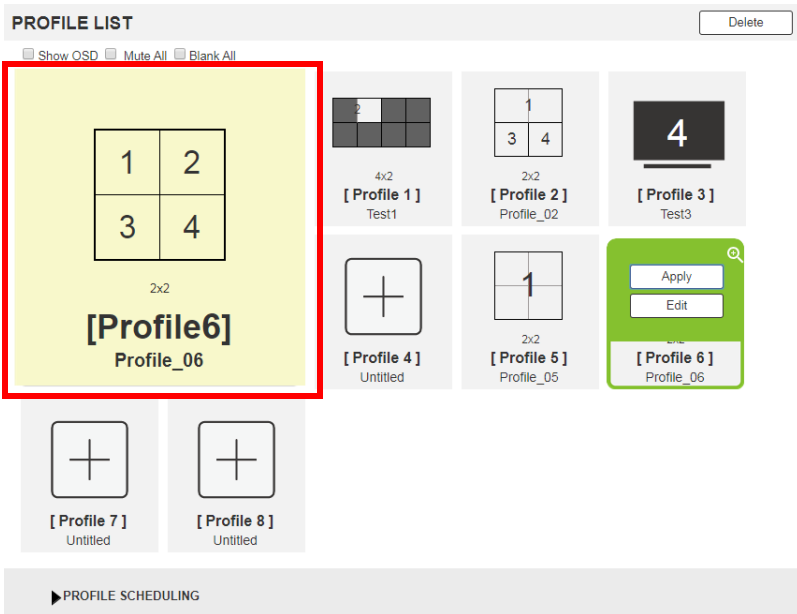 PROFILE LIST
Delete
Show OSD Mute All Blank All
1 2
3 4
2x2
[Profile6]
Profile_06
2
4x2
[ Profile 1 ]
Test1
1
3 4
2x2
[ Profile 2 ]
Profile_02
4
[ Profile 3 ]
Test3
[ Profile 4 ]
Untitled
1
2x2
[ Profile 5 ]
Profile_05
Apply
Edit
2x2
[ Profile 6 ]
Profile_06
[ Profile 7 ]
Untitled
[ Profile 8 ]
Untitled
PROFILE SCHEDULING